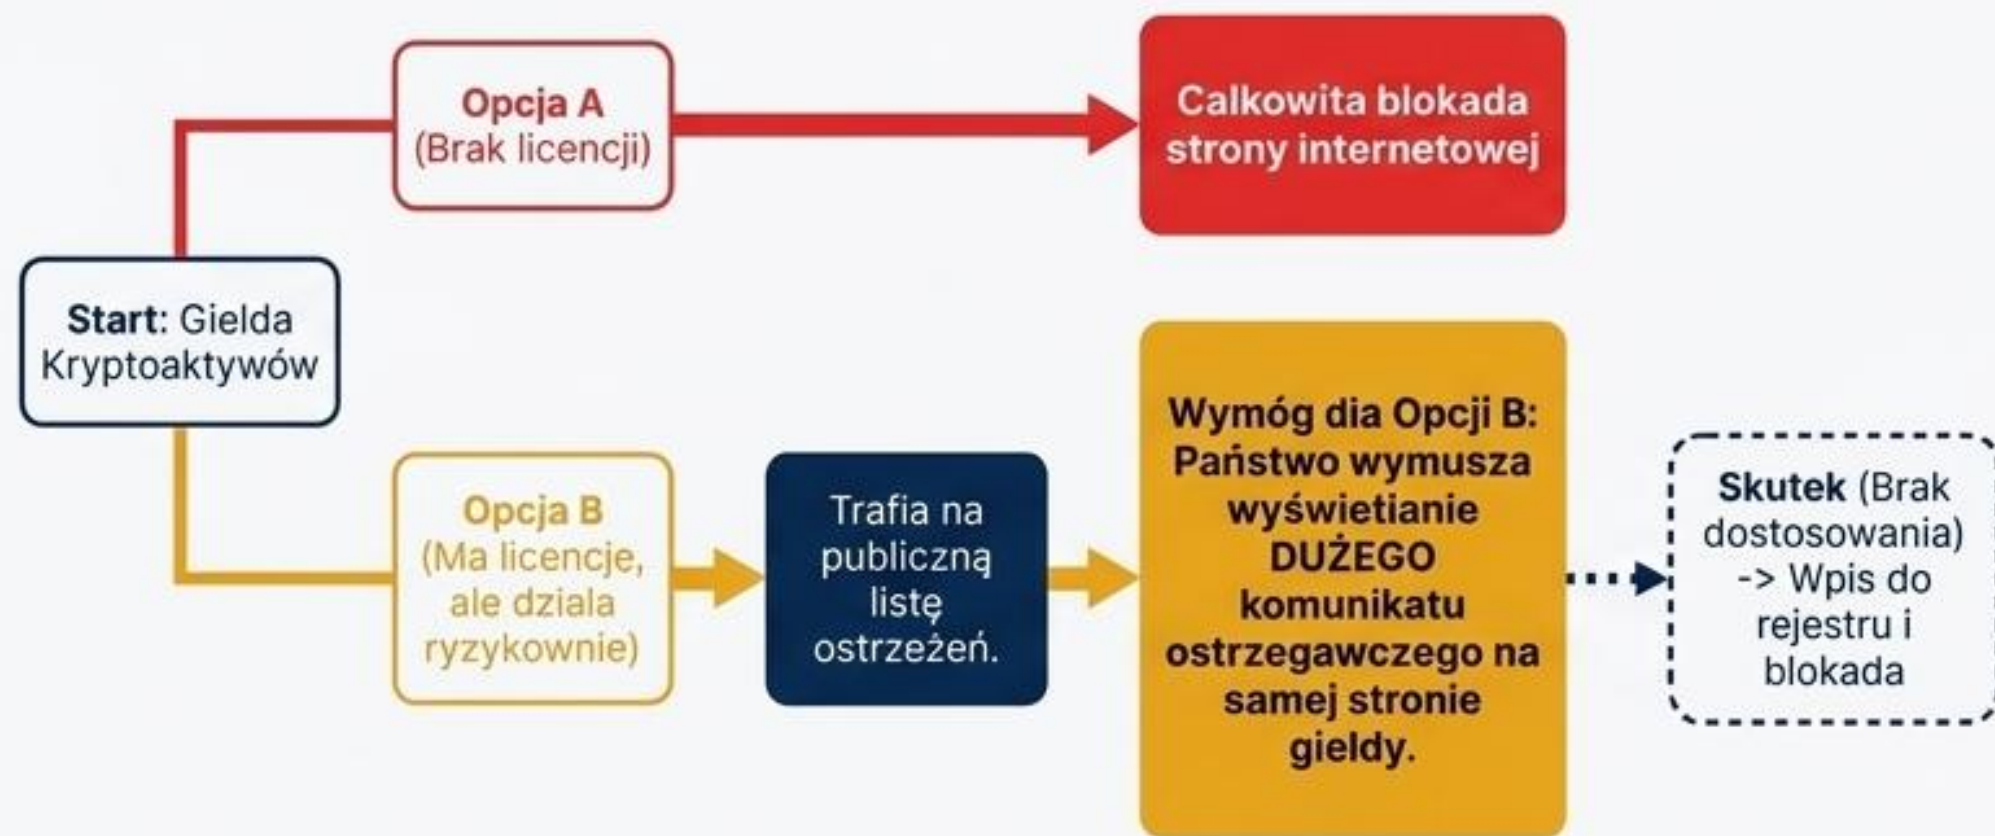 Opcja A
(Brak licencji)
Calkowita blokada
strony internetowej
Start: Gielda
Kryptoaktywów
Opcja B
(Ma licencje,
ale dziala
ryzykownie)
Trafia na
publiczną
listę
ostrzeżeń.
Wymóg dia Opcji B:
Państwo wymusza
wyświetianie
DUŻEGO
komunikatu
ostrzegawczego na
samej stronie
gieldy.
Skutek (Brak
dostosowania)
-> Wpis do
rejestru i
blokada